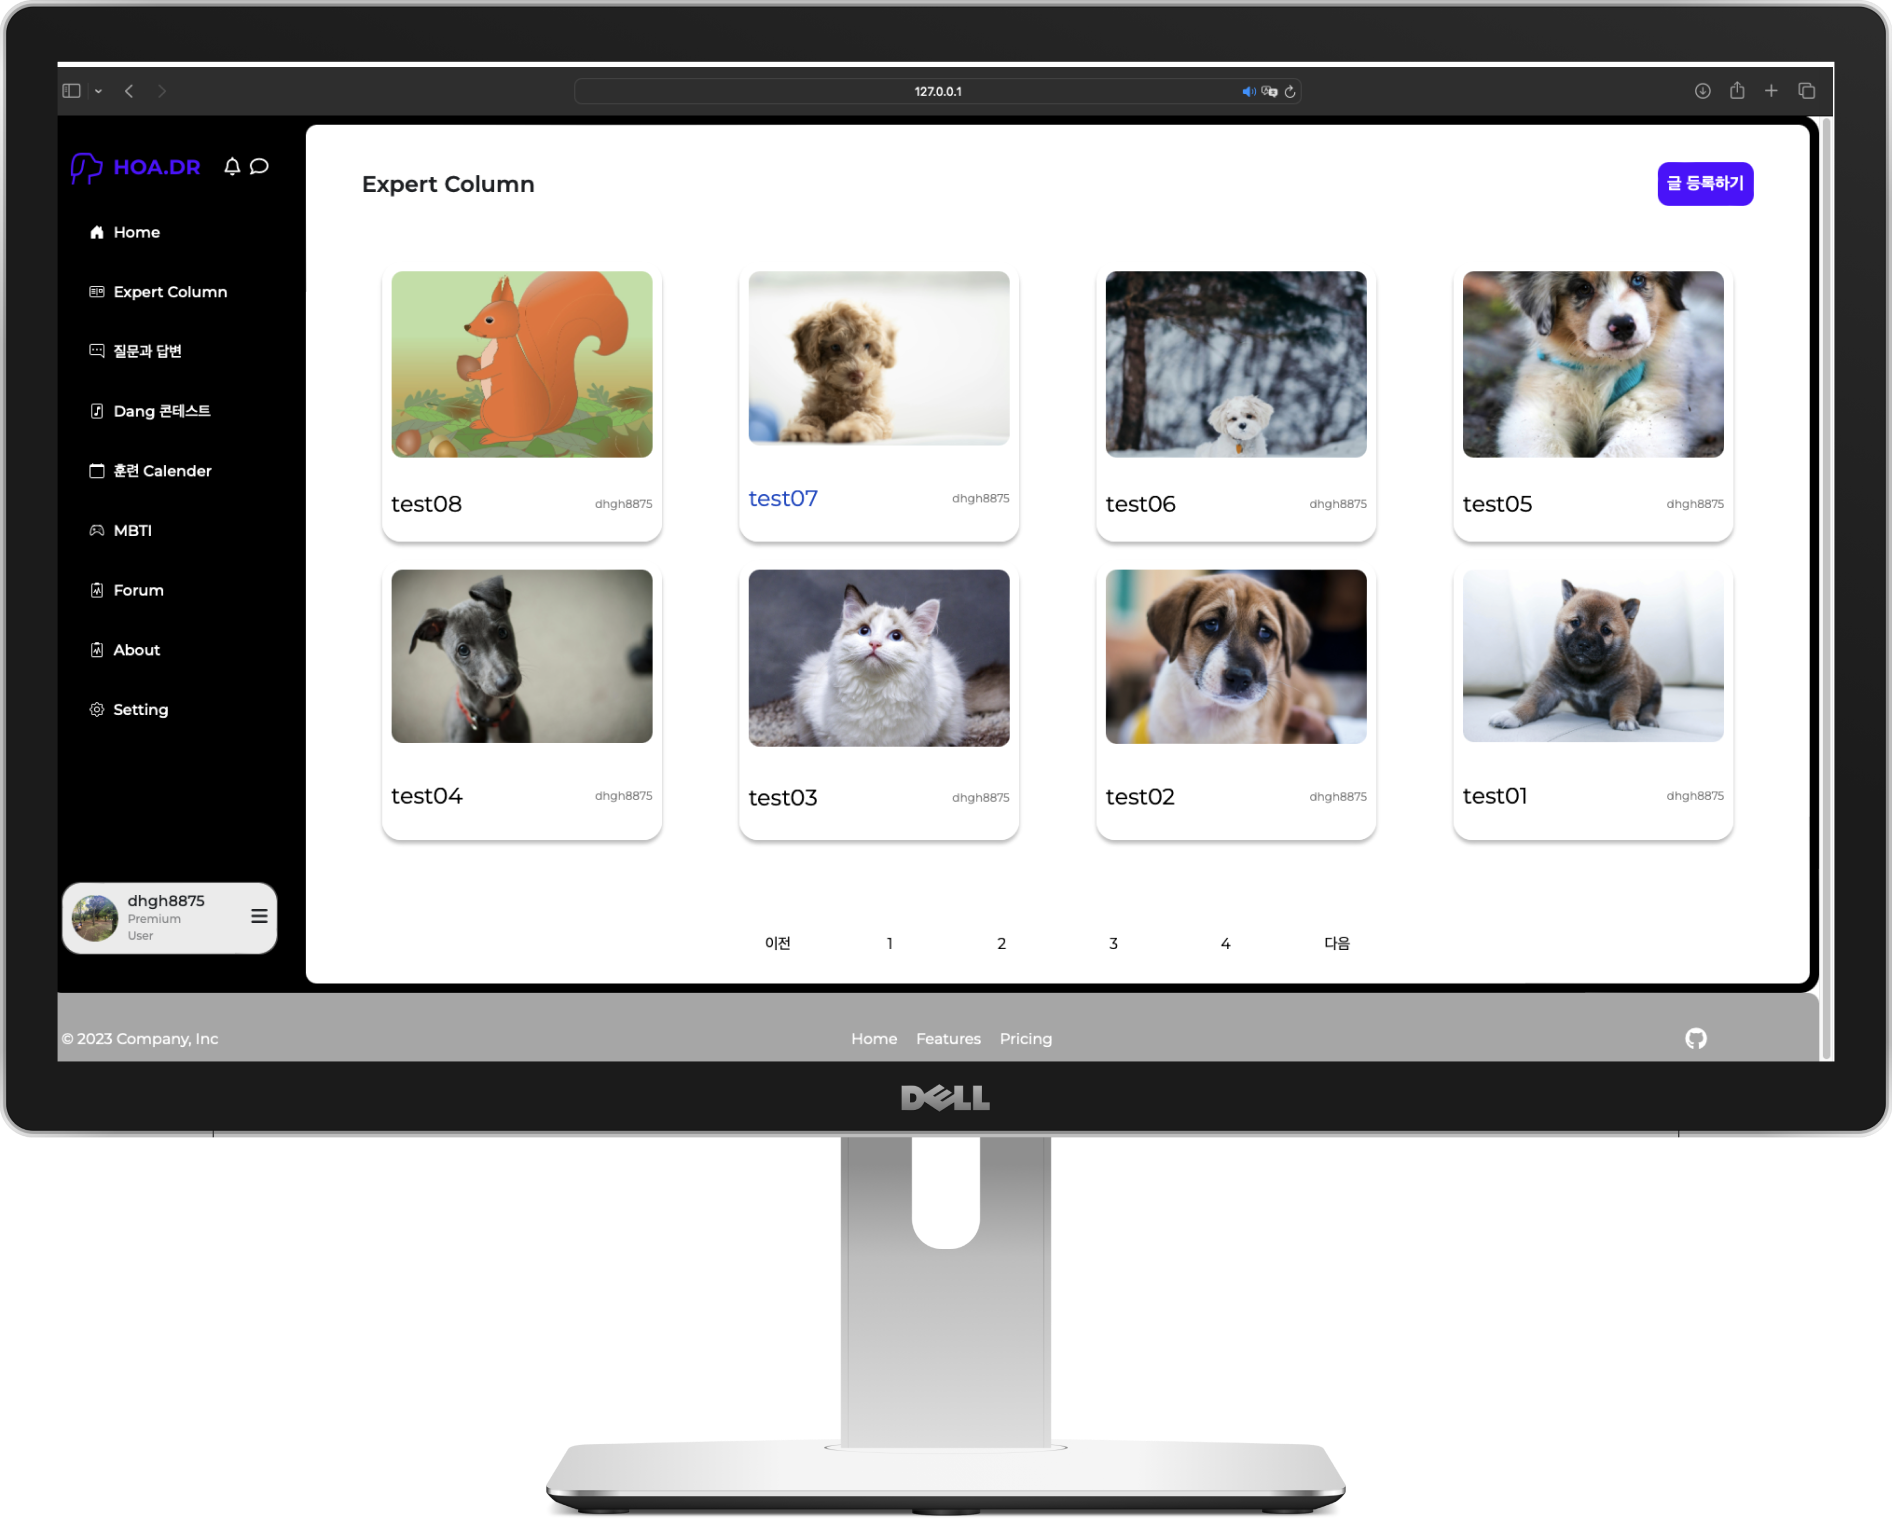 127.0.0.1
HOA.DR
Home
Expert Column
질문과 답변
Dang 콘테스트
훈련 Calender
MBTI
Forum
About
Setting
dhgh8875
Premium
User
Expert Column
글 등록하기
test08 dhgh8875
test07 dhgh8875
test06 dhgh8875
test05 dhgh8875
test04 dhgh8875
test03 dhgh8875
test02 dhgh8875
test01 dhgh8875
이전 1 2 3 4 다음
© 2023 Company, Inc
Home Features Pricing
DELL